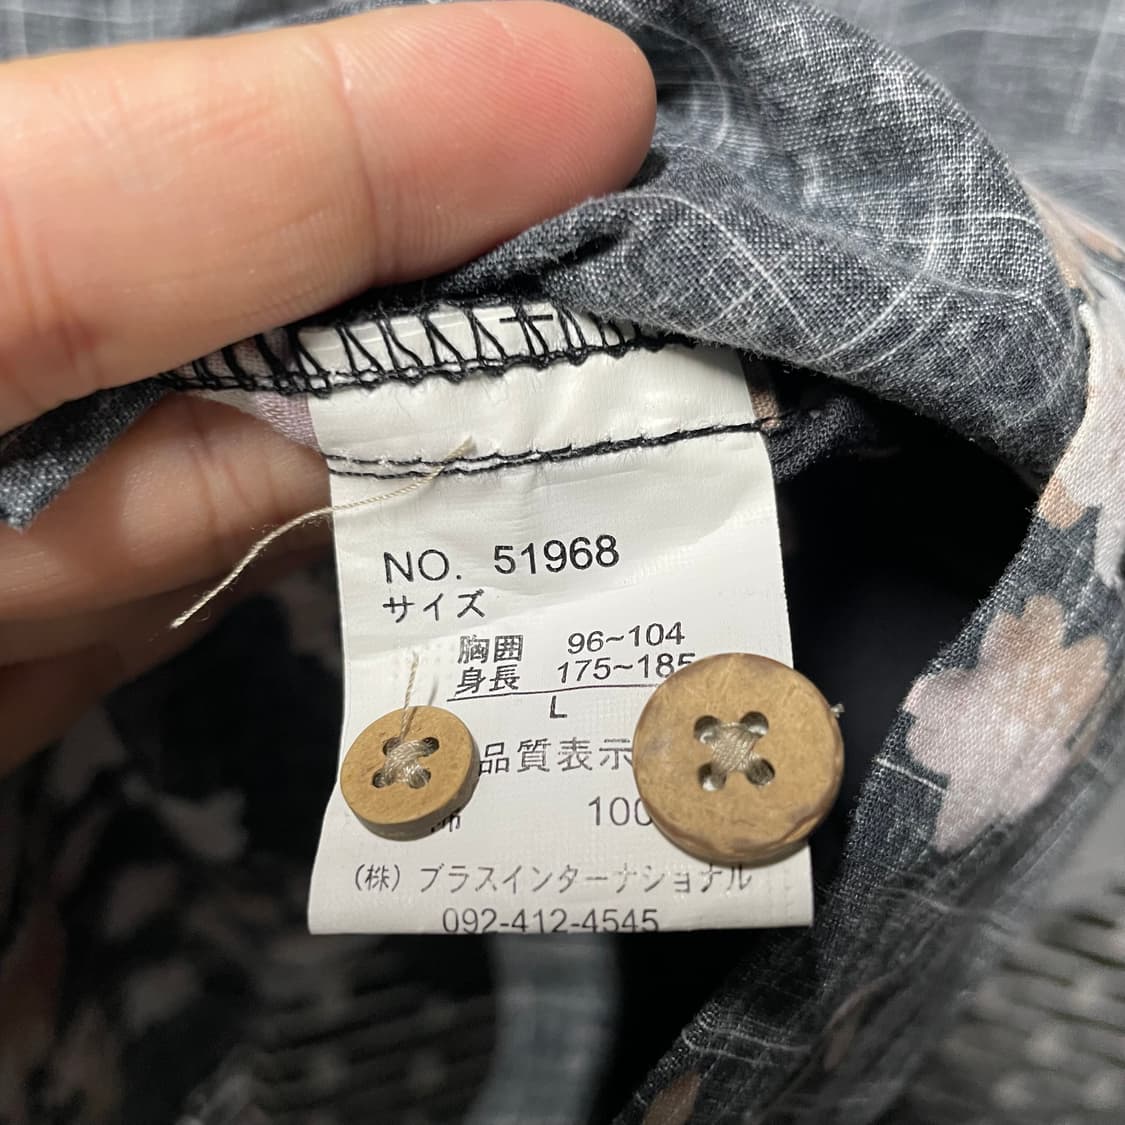 NO. 51968
サイズ
胸囲 96~104
身長 175~185
L
品質表示
100
(株) ブラスインターナショナル
092-412-4545